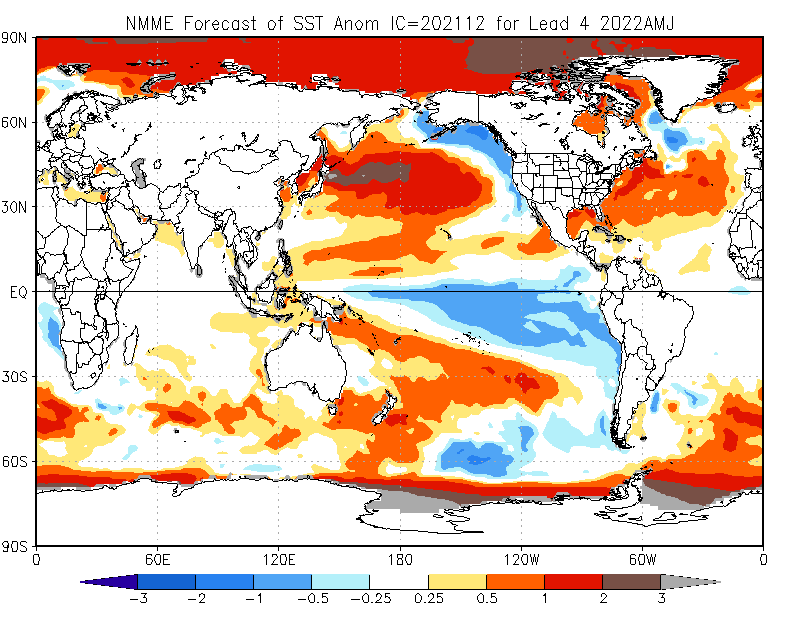 NMME Forecast of SST Anom IC=202112 for Lead 4 2022AMJ
90N
60N
30N
EQ
30S
60S
90S
0 60E 120E 180 120W 60W 0
-3 -2 -1 -0.5 -0.25 0.25 0.5 1 2 3